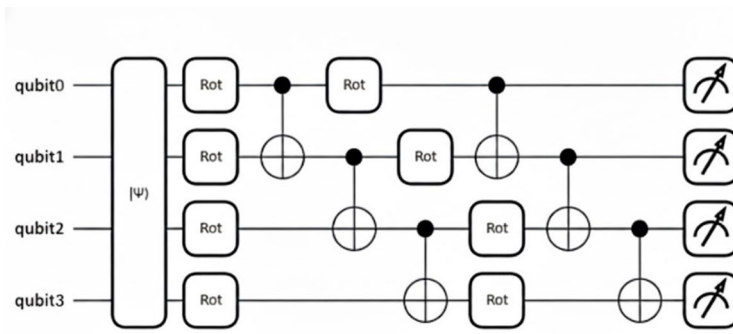 qubit0 Rot Rot
qubit1 Rot Rot
|Ψ)
qubit2 Rot Rot
qubit3 Rot Rot